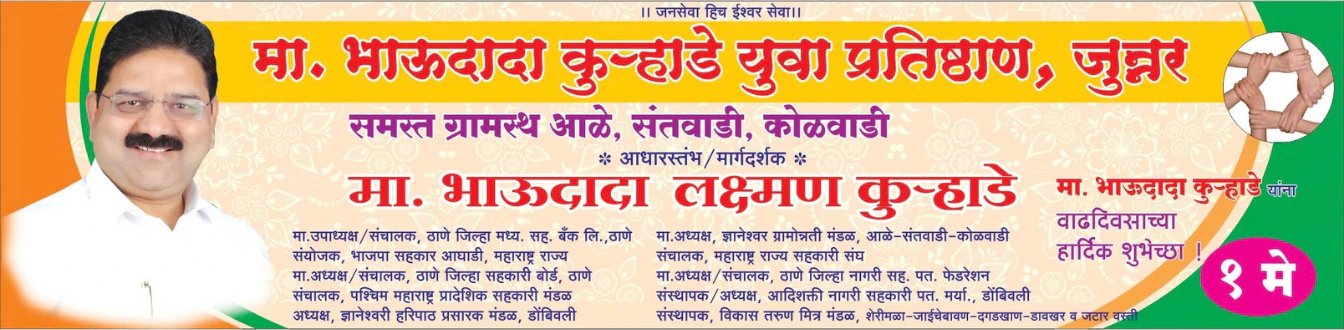 ।। जनसेवा हिच ईश्वर सेवा।।
मा. भाऊदादा कुऱ्हाडे युवा प्रतिष्ठाण, जुन्नर
समस्त ग्रामस्थ आळे, संतवाडी, कोळवाडी
* आधारस्तंभ/मार्गदर्शक *
मा. भाऊदादा लक्ष्मण कुऱ्हाडे
मा.उपाध्यक्ष/संचालक, ठाणे जिल्हा मध्य. सह. बँक लि.,ठाणे
संयोजक, भाजपा सहकार आघाडी, महाराष्ट्र राज्य
मा.अध्यक्ष/संचालक, ठाणे जिल्हा सहकारी बोर्ड, ठाणे
संचालक, पश्चिम महाराष्ट्र प्रादेशिक सहकारी मंडळ
अध्यक्ष, ज्ञानेश्वरी हरिपाठ प्रसारक मंडळ, डोंबिवली
मा.अध्यक्ष, ज्ञानेश्वर ग्रामोन्नती मंडळ, आळे-संतवाडी-कोळवाडी
संचालक, महाराष्ट्र राज्य सहकारी संघ
मा.अध्यक्ष/संचालक, ठाणे जिल्हा नागरी सह. पत. फेडरेशन
संस्थापक/अध्यक्ष, आदिशक्ती नागरी सहकारी पत. मर्या., डोंबिवली
संस्थापक, विकास तरुण मित्र मंडळ, शेरीमळा-जाईचेबावण-दगडखाण-डावखर व जटार वस्ती
मा. भाऊदादा कुऱ्हाडे यांना
वाढदिवसाच्या
हार्दिक शुभेच्छा !
१ मे